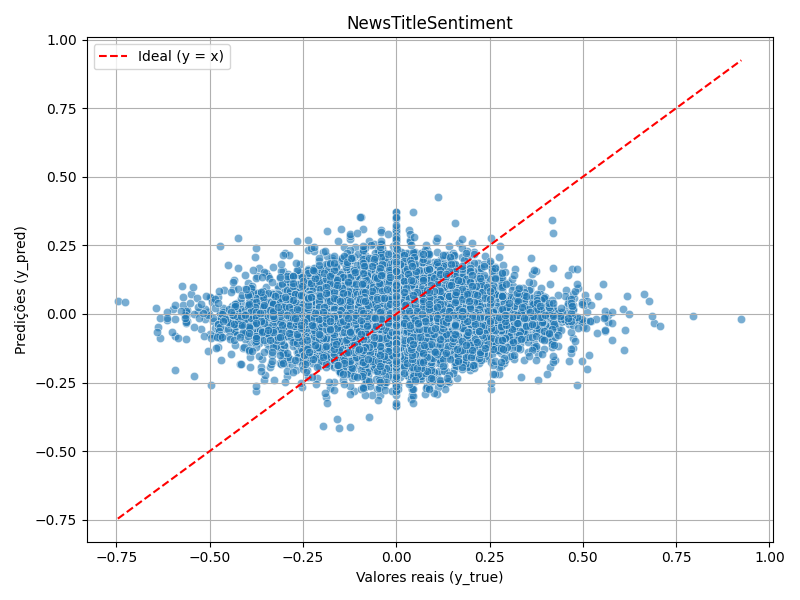 NewsTitleSentiment
Ideal (y = x)
1.00
0.75
0.50
0.25
0.00
−0.25
−0.50
−0.75
Predições (y_pred)
−0.75 −0.50 −0.25 0.00 0.25 0.50 0.75 1.00
Valores reais (y_true)